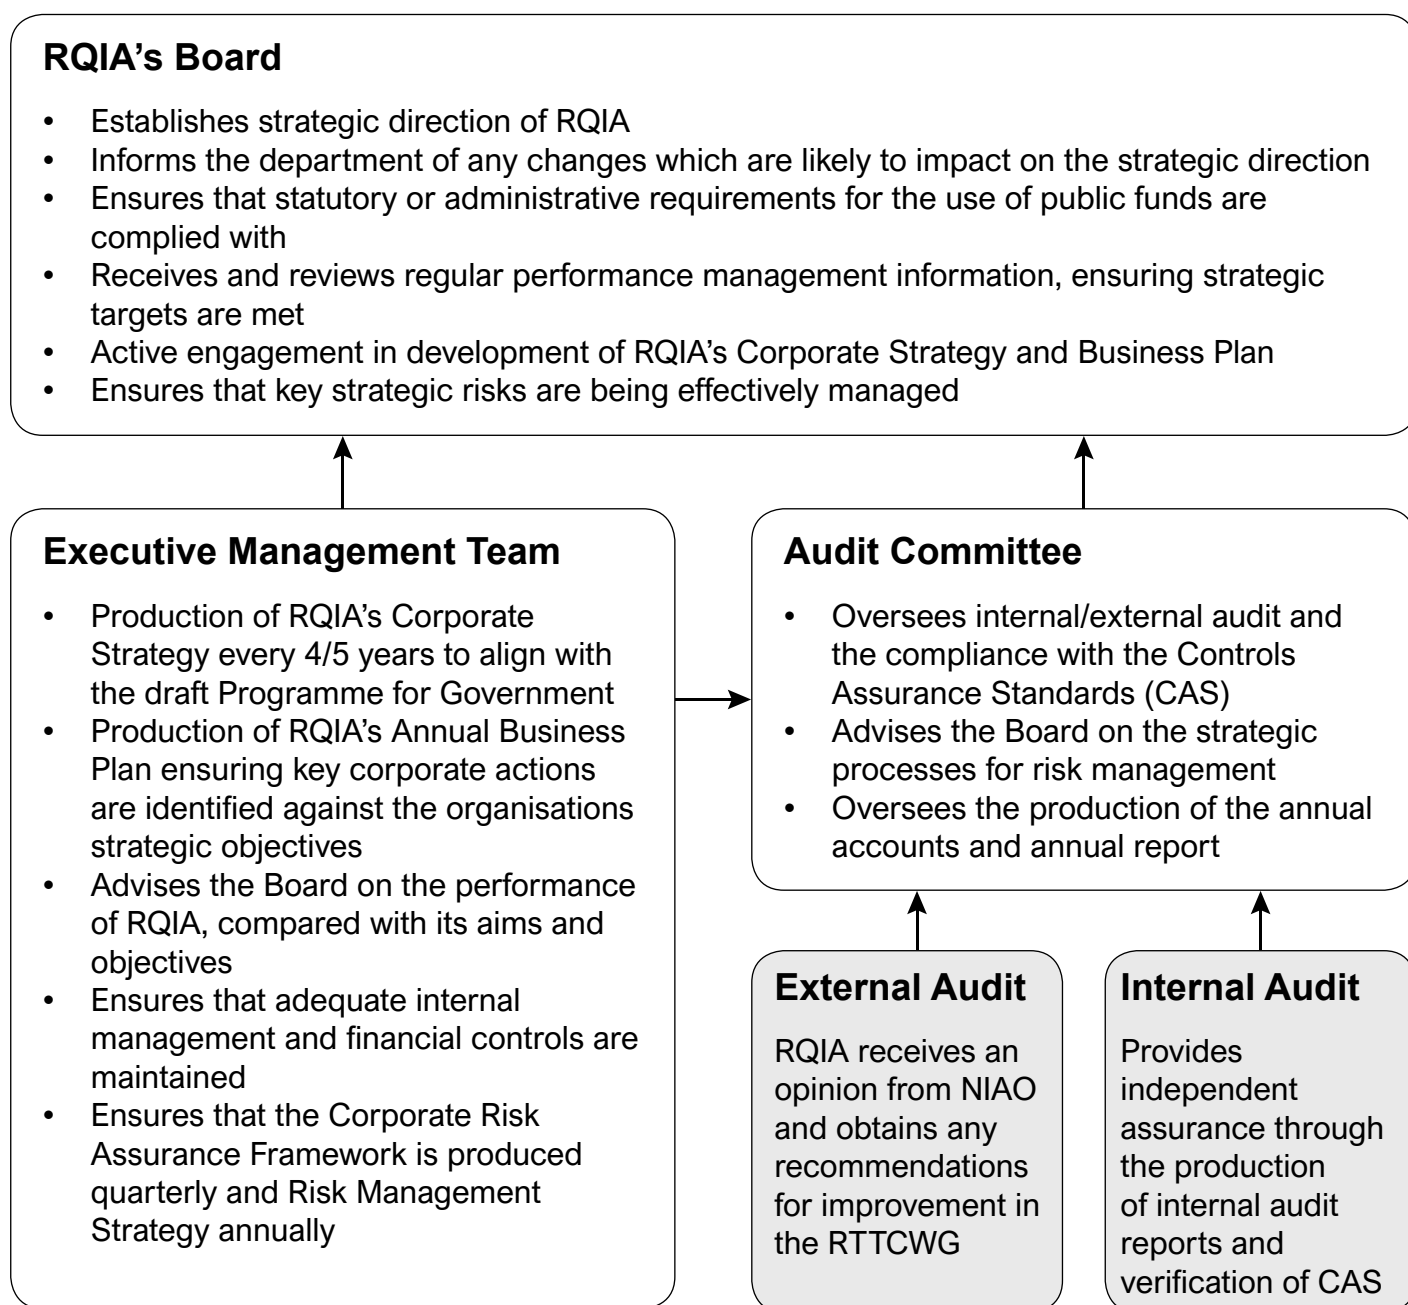 RQIA’s Board
• Establishes strategic direction of RQIA
• Informs the department of any changes which are likely to impact on the strategic direction
• Ensures that statutory or administrative requirements for the use of public funds are
complied with
• Receives and reviews regular performance management information, ensuring strategic
targets are met
• Active engagement in development of RQIA’s Corporate Strategy and Business Plan
• Ensures that key strategic risks are being effectively managed
Executive Management Team
• Production of RQIA’s Corporate
Strategy every 4/5 years to align with
the draft Programme for Government
• Production of RQIA’s Annual Business
Plan ensuring key corporate actions
are identified against the organisations
strategic objectives
• Advises the Board on the performance
of RQIA, compared with its aims and
objectives
• Ensures that adequate internal
management and financial controls are
maintained
• Ensures that the Corporate Risk
Assurance Framework is produced
quarterly and Risk Management
Strategy annually
Audit Committee
• Oversees internal/external audit and
the compliance with the Controls
Assurance Standards (CAS)
• Advises the Board on the strategic
processes for risk management
• Oversees the production of the annual
accounts and annual report
External Audit
RQIA receives an
opinion from NIAO
and obtains any
recommendations
for improvement in
the RTTCWG
Internal Audit
Provides
independent
assurance through
the production
of internal audit
reports and
verification of CAS